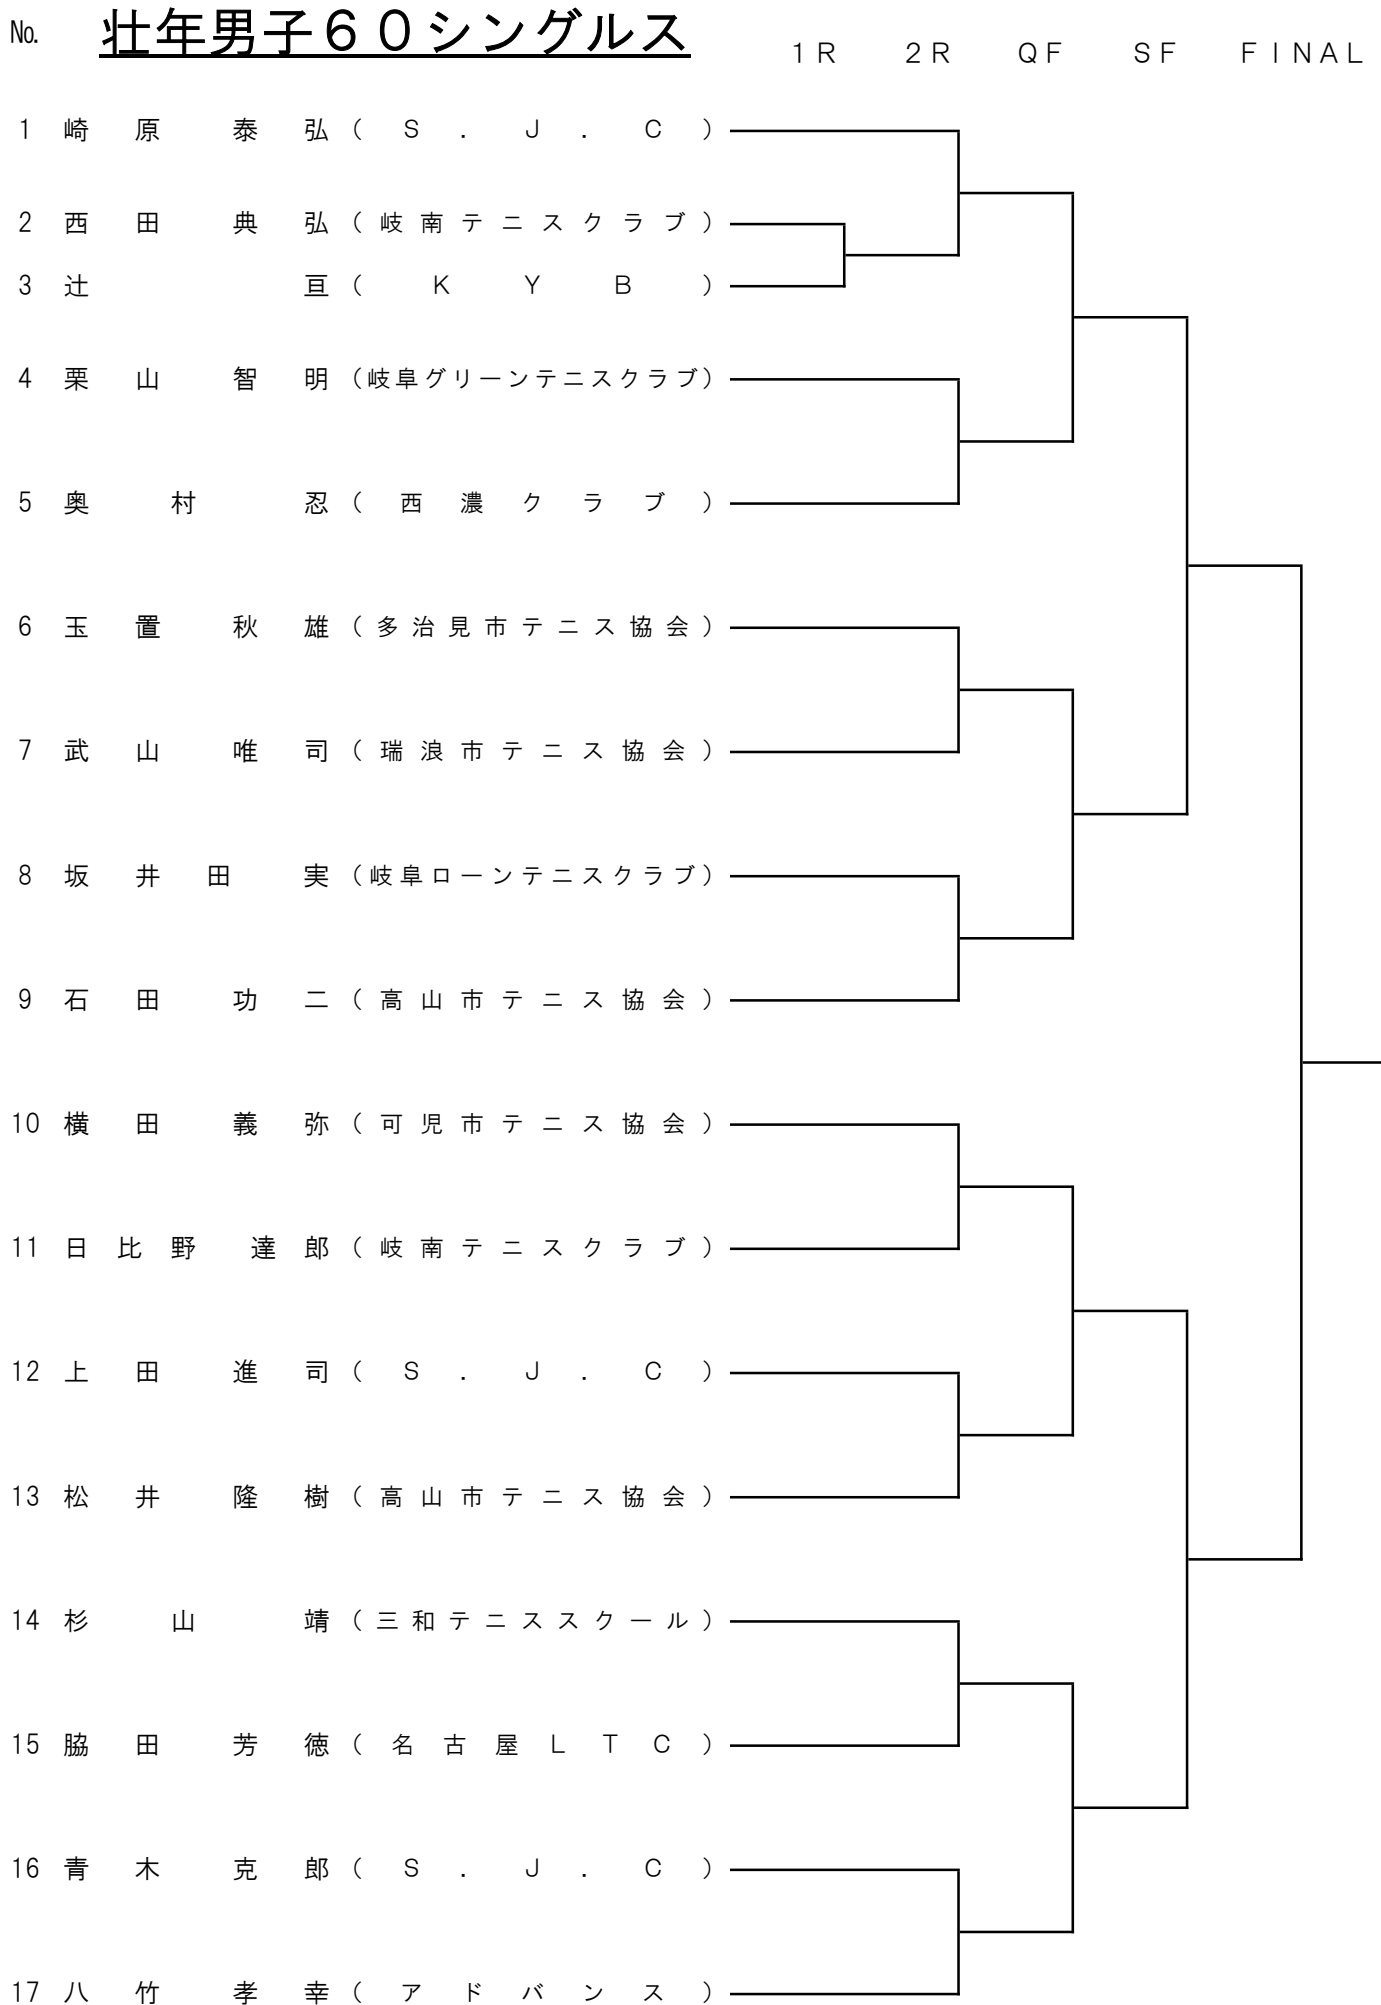 No. 壮年男子６０シングルス １Ｒ ２Ｒ ＱＦ ＳＦ ＦＩＮＡＬ
1 崎原 泰弘 （Ｓ．Ｊ．Ｃ）
2 西田 典弘 （岐南テニスクラブ）
3 辻 亘 （ＫＹＢ）
4 栗山 智明 （岐阜グリーンテニスクラブ）
5 奥村 忍 （西濃クラブ）
6 玉置 秋雄 （多治見市テニス協会）
7 武山 唯司 （瑞浪市テニス協会）
8 坂井田 実 （岐阜ローンテニスクラブ）
9 石田 功二 （高山市テニス協会）
10 横田 義弥 （可児市テニス協会）
11 日比野 達郎 （岐南テニスクラブ）
12 上田 進司 （Ｓ．Ｊ．Ｃ）
13 松井 隆樹 （高山市テニス協会）
14 杉山 靖 （三和テニススクール）
15 脇田 芳徳 （名古屋ＬＴＣ）
16 青木 克郎 （Ｓ．Ｊ．Ｃ）
17 八竹 孝幸 （アドバンス）